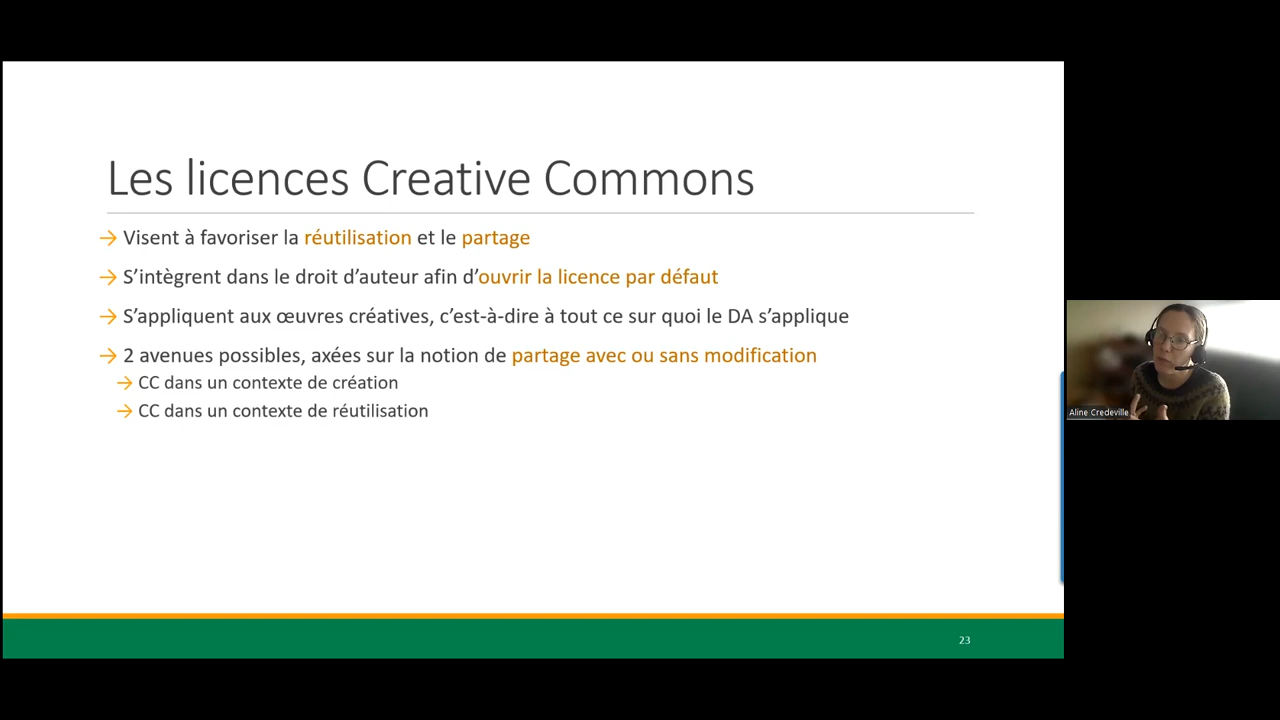 Les licences Creative Commons
→ Visent à favoriser la réutilisation et le partage
→ S’intègrent dans le droit d’auteur afin d’ouvrir la licence par défaut
→ S’appliquent aux œuvres créatives, c’est-à-dire à tout ce sur quoi le DA s’applique
→ 2 avenues possibles, axées sur la notion de partage avec ou sans modification
→ CC dans un contexte de création
→ CC dans un contexte de réutilisation
Aline Credeville
23